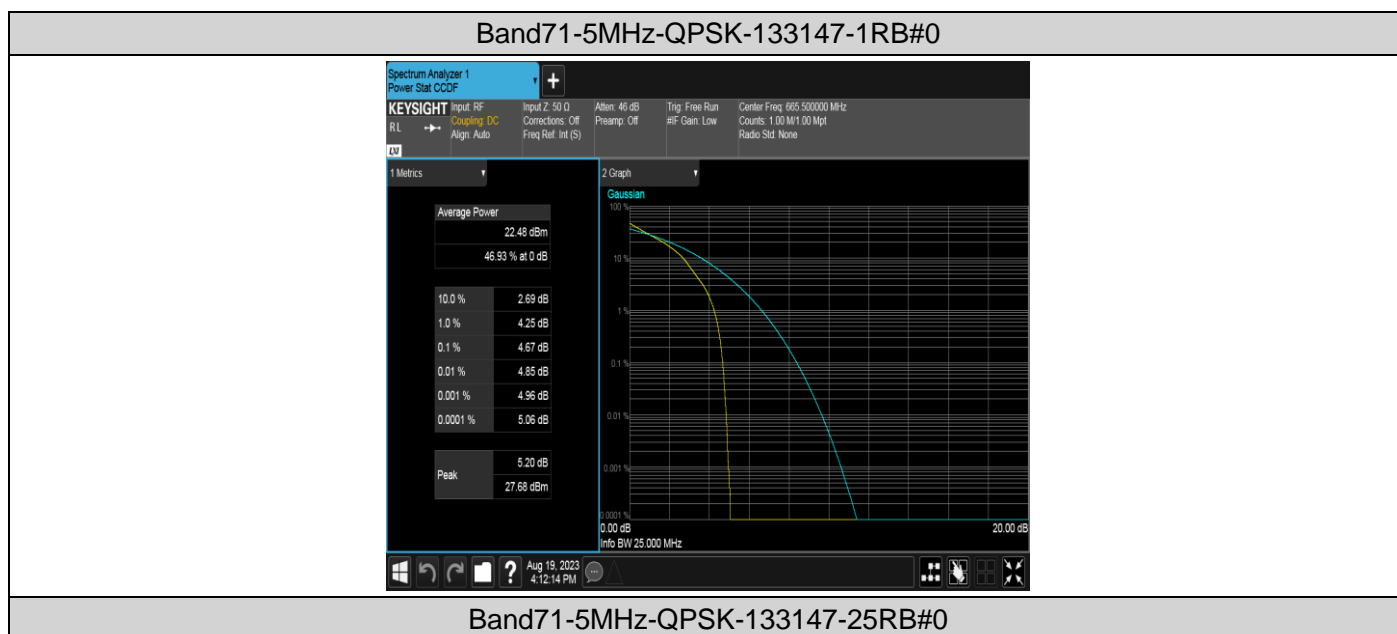 Band71-5MHz-QPSK-133147-1RB#0
Spectrum Analyzer 1
Power Stat CCDF
+
KEYSIGHT
R L
LXI
Input: RF
Coupling: DC
Align: Auto
Input Z: 50 Ω
Corrections: Off
Freq Ref: Int (S)
Atten: 46 dB
Preamp: Off
Trig: Free Run
#IF Gain: Low
Center Freq: 665.500000 MHz
Counts: 1.00 M/1.00 Mpt
Radio Std: None
1 Metrics
Average Power
22.48 dBm
46.93 % at 0 dB
10.0 % 2.69 dB
1.0 % 4.25 dB
0.1 % 4.67 dB
0.01 % 4.85 dB
0.001 % 4.96 dB
0.0001 % 5.06 dB
Peak
5.20 dB
27.68 dBm
2 Graph
Gaussian
100 %
10 %
1 %
0.1 %
0.01 %
0.001 %
0.0001 %
0.00 dB 20.00 dB
Info BW 25.000 MHz
?
Aug 19, 2023
4:12:14 PM
Band71-5MHz-QPSK-133147-25RB#0